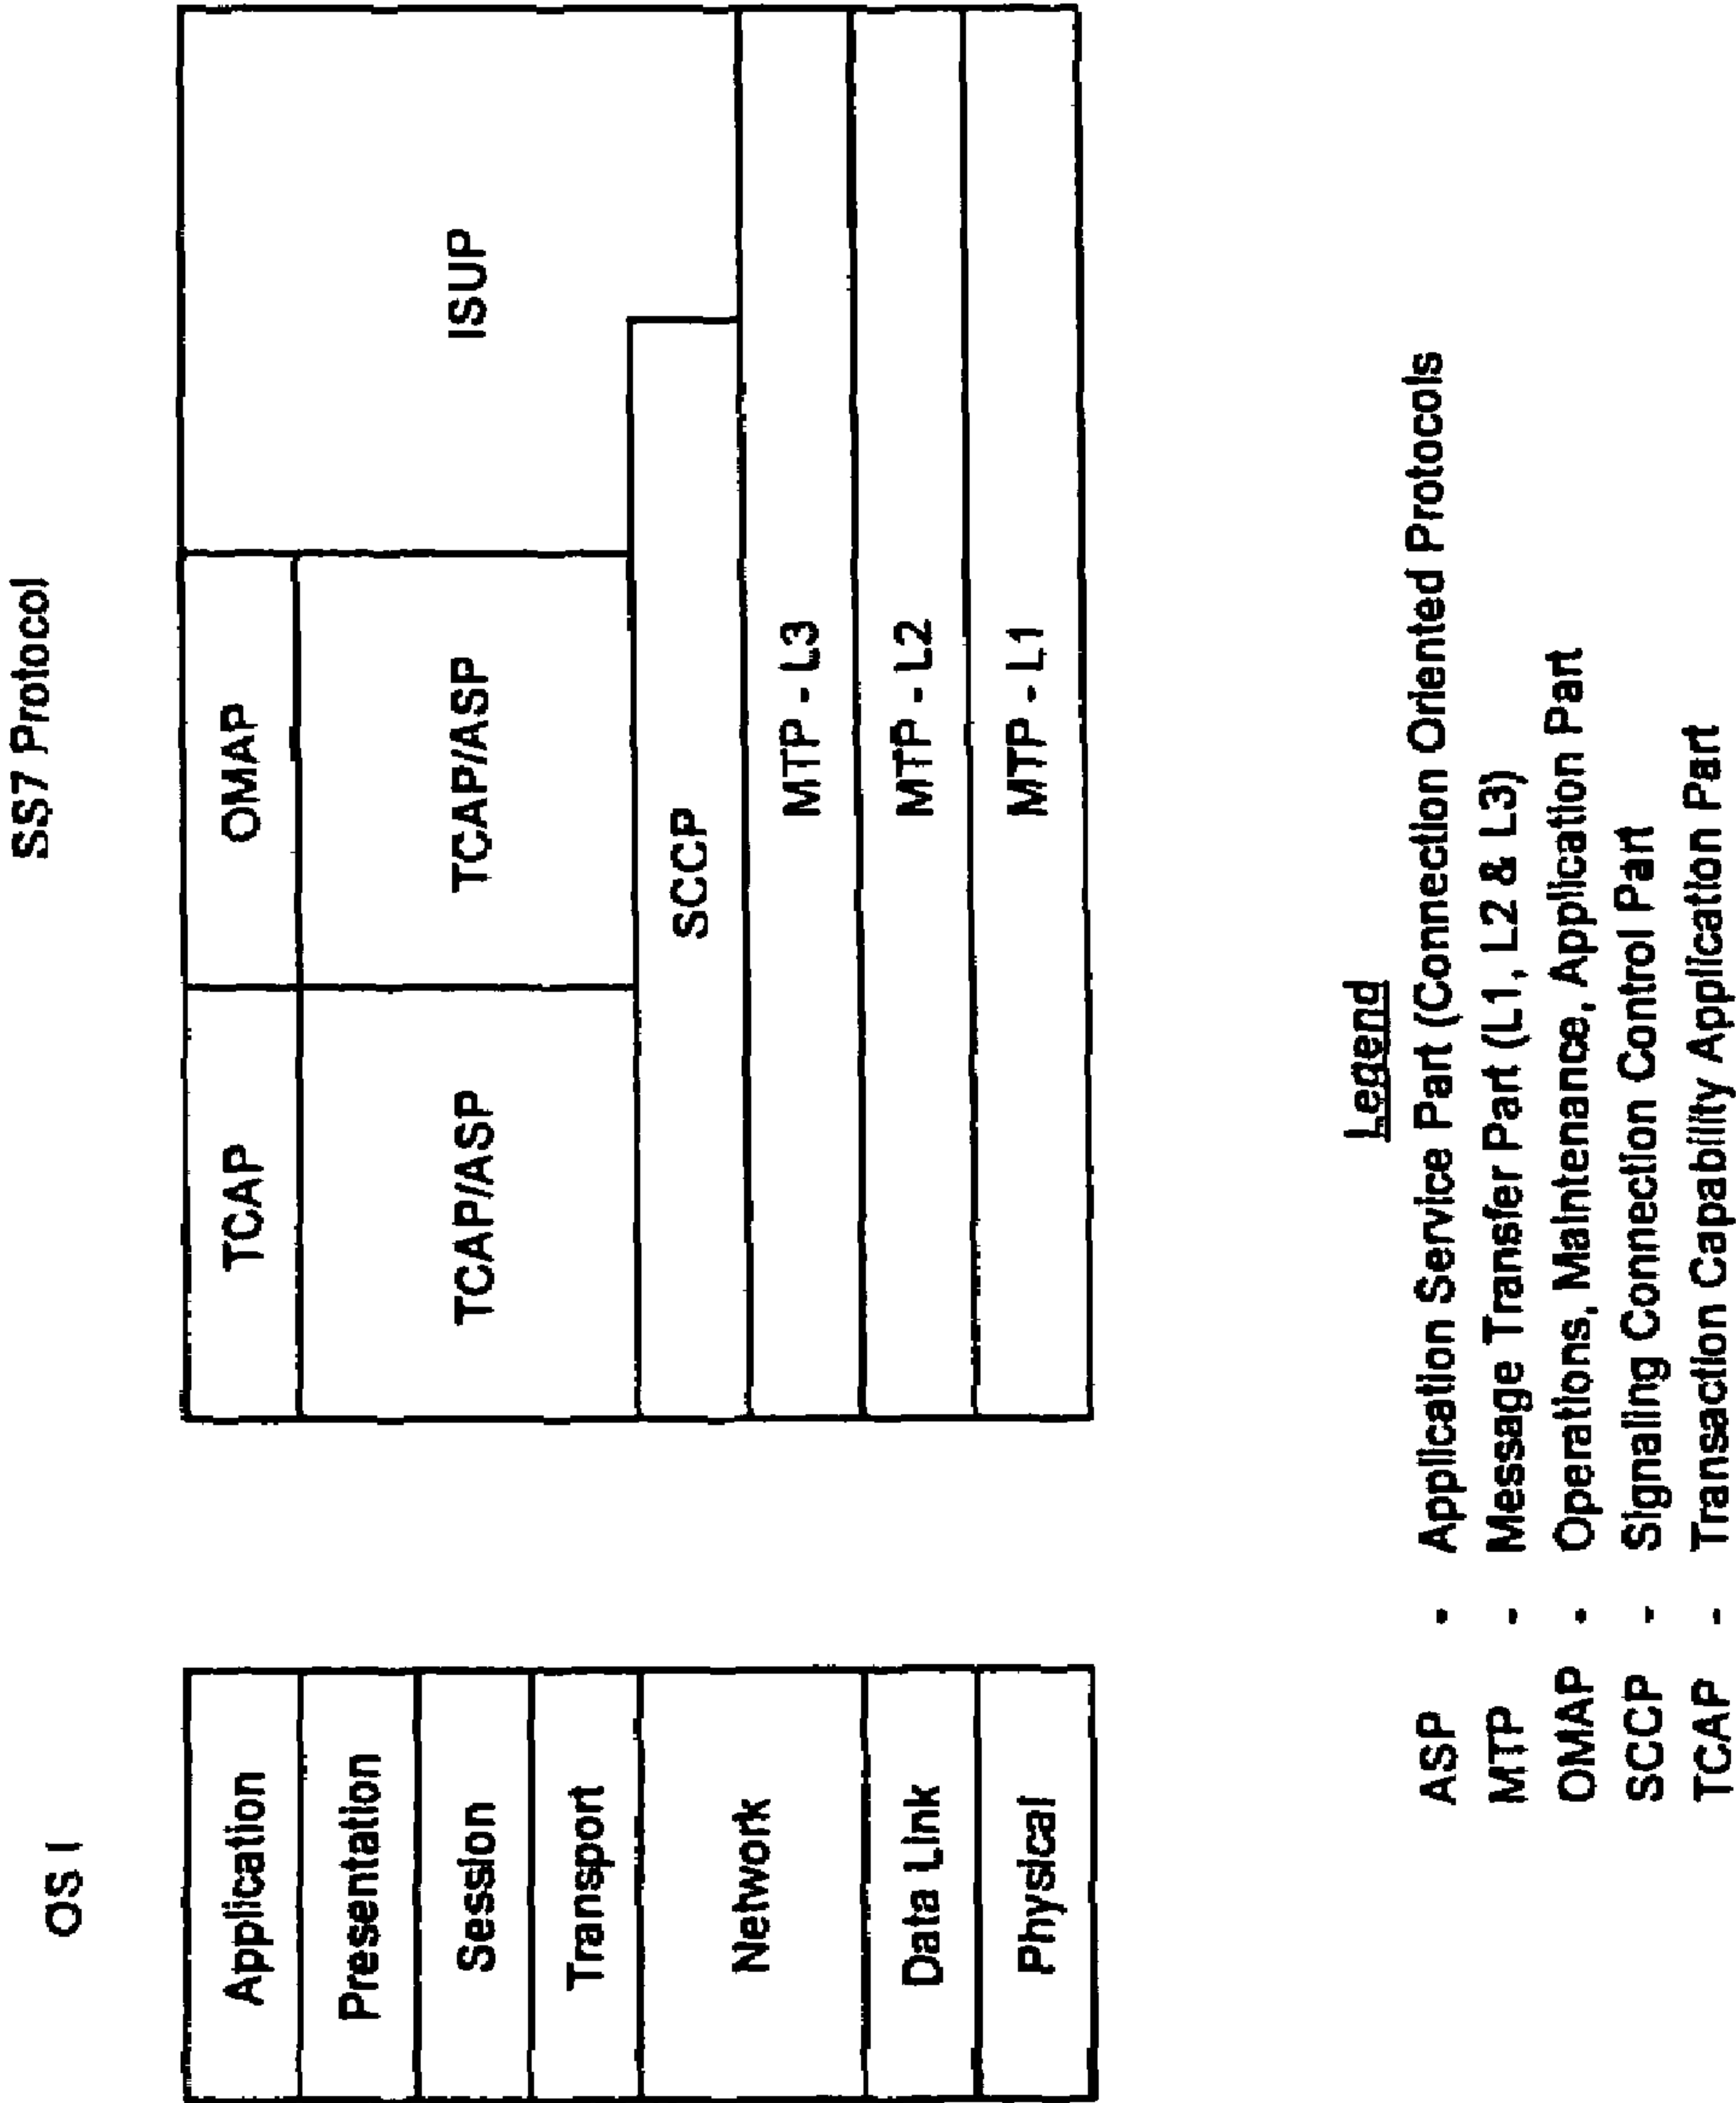 OSI
SS7 Protocol
Application
Presentation
Session
Transport
Network
Data Link
Physical
TCAP
OMAP
ISUP
TCAP/ASP
TCAP/ASP
SCCP
MTP - L3
MTP - L2
MTP - L1
Legend
ASP - Application Service Part (Connection Oriented Protocols
MTP - Message Transfer Part (L1, L2 & L3)
OMAP - Operations, Maintenance, Application Part
SCCP - Signaling Connection Control Part
TCAP - Transaction Capability Application Part